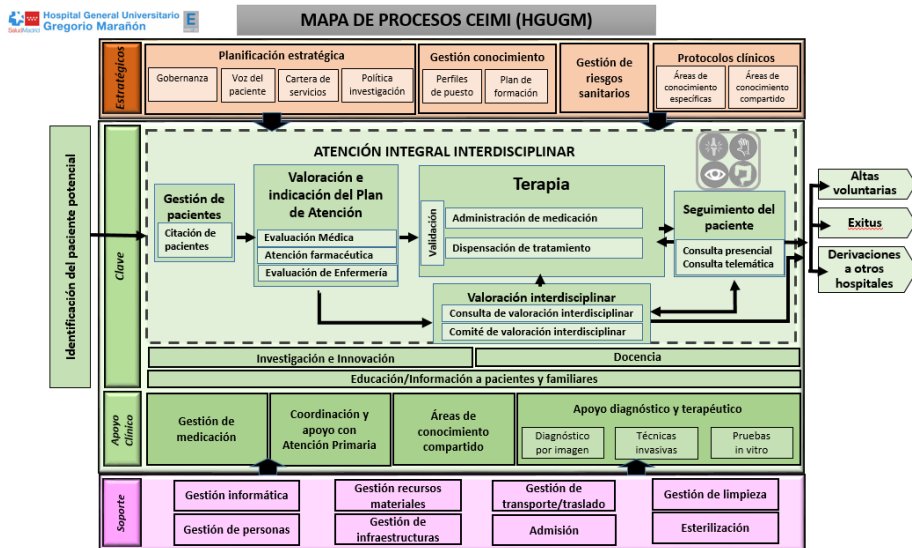 Hospital General Universitario
Gregorio Marañón
SaludMadrid
E
MAPA DE PROCESOS CEIMI (HGUGM)
Estratégicos
Planificación estratégica
Gobernanza
Voz del
paciente
Cartera de
servicios
Política
investigación
Gestión conocimiento
Perfiles
de puesto
Plan de
formación
Gestión de
riesgos
sanitarios
Protocolos clínicos
Áreas de
conocimiento
específicas
Áreas de
conocimiento
compartido
Identificación del paciente potencial
Clave
ATENCIÓN INTEGRAL INTERDISCIPLINAR
Gestión de
pacientes
Citación de
pacientes
Valoración e
indicación del Plan
de Atención
Evaluación Médica
Atención farmacéutica
Evaluación de Enfermería
Terapia
Validación
Administración de medicación
Dispensación de tratamiento
Seguimiento del
paciente
Consulta presencial
Consulta telemática
Valoración interdisciplinar
Consulta de valoración interdisciplinar
Comité de valoración interdisciplinar
Altas
voluntarias
Exitus
Derivaciones
a otros
hospitales
Investigación e Innovación
Docencia
Educación/Información a pacientes y familiares
Apoyo
Clínico
Gestión de
medicación
Coordinación y
apoyo con
Atención Primaria
Áreas de
conocimiento
compartido
Apoyo diagnóstico y terapéutico
Diagnóstico
por imagen
Técnicas
invasivas
Pruebas
in vitro
Soporte
Gestión informática
Gestión recursos
materiales
Gestión de
transporte/traslado
Gestión de limpieza
Gestión de personas
Gestión de
infraestructuras
Admisión
Esterilización